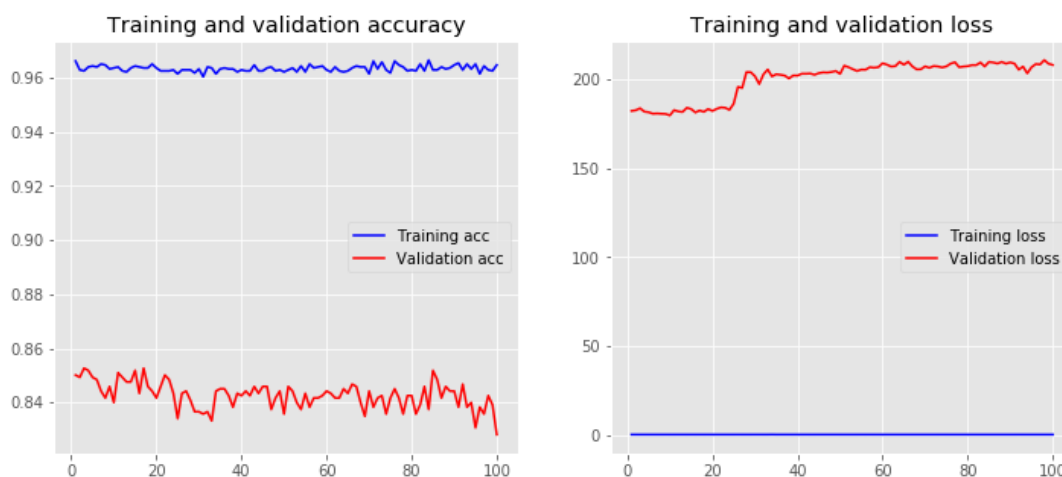 Training and validation accuracy
0.96
0.94
0.92
0.90
0.88
0.86
0.84
Training acc
Validation acc
0 20 40 60 80 100
Training and validation loss
200
150
100
50
0
Training loss
Validation loss
0 20 40 60 80 100